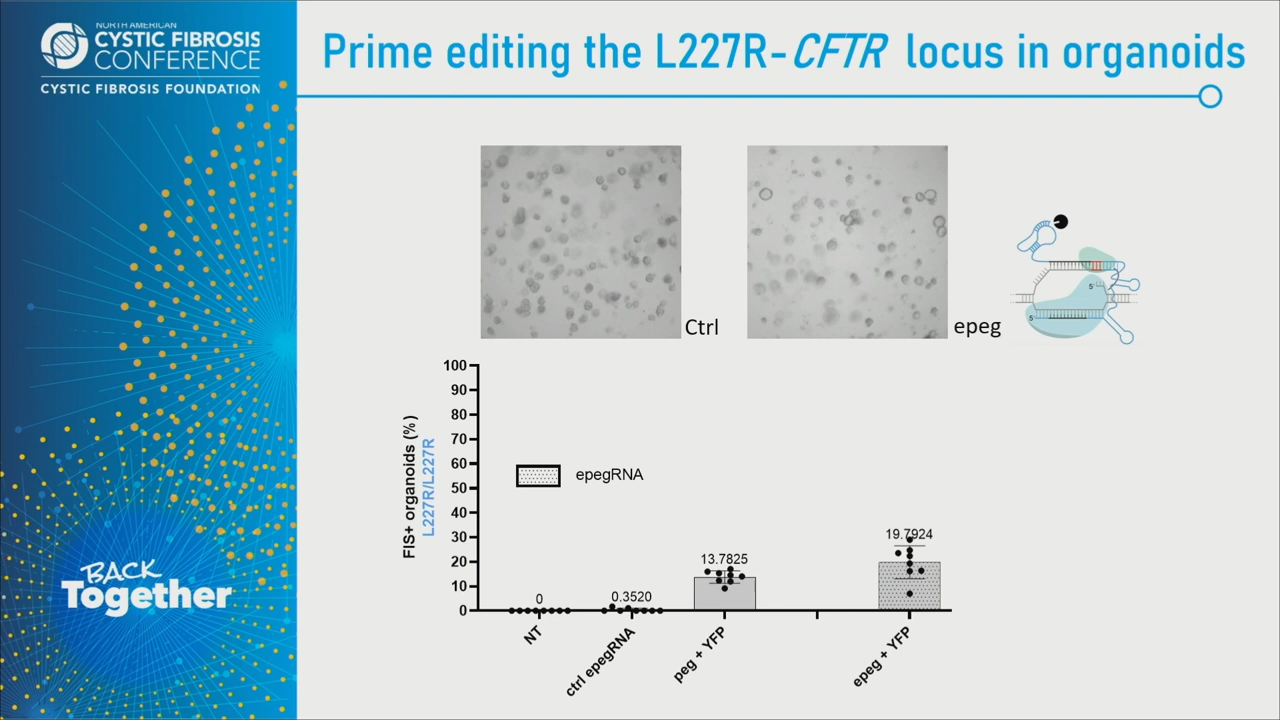 NORTH AMERICAN
CYSTIC FIBROSIS
CONFERENCE
CYSTIC FIBROSIS FOUNDATION
Prime editing the L227R-CFTR locus in organoids
Ctrl
epeg
5'
5'
FIS+ organoids (%)
L227R/L227R
100
90
80
70
60
50
40
30
20
10
0
epegRNA
0
0.3520
13.7825
19.7924
NT
ctrl epegRNA
peg + YFP
epeg + YFP
BACK
Together